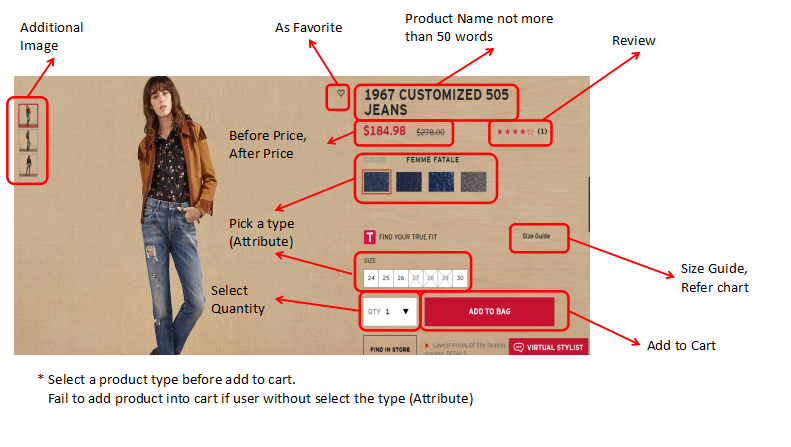 Additional
Image
As Favorite
Product Name not more
than 50 words
Review
1967 CUSTOMIZED 505
JEANS
Before Price,
After Price
$184.98 $278.00
★★★★☆ (1)
COLOR FEMME FATALE
Pick a type
(Attribute)
T FIND YOUR TRUE FIT
Size Guide
SIZE
24 25 26 27 28 29 30
Size Guide,
Refer chart
Select
Quantity
QTY 1 ▼
ADD TO BAG
FIND IN STORE
Lowest Prices Of The Season.
DETAILS
VIRTUAL STYLIST
Add to Cart
* Select a product type before add to cart.
Fail to add product into cart if user without select the type (Attribute)